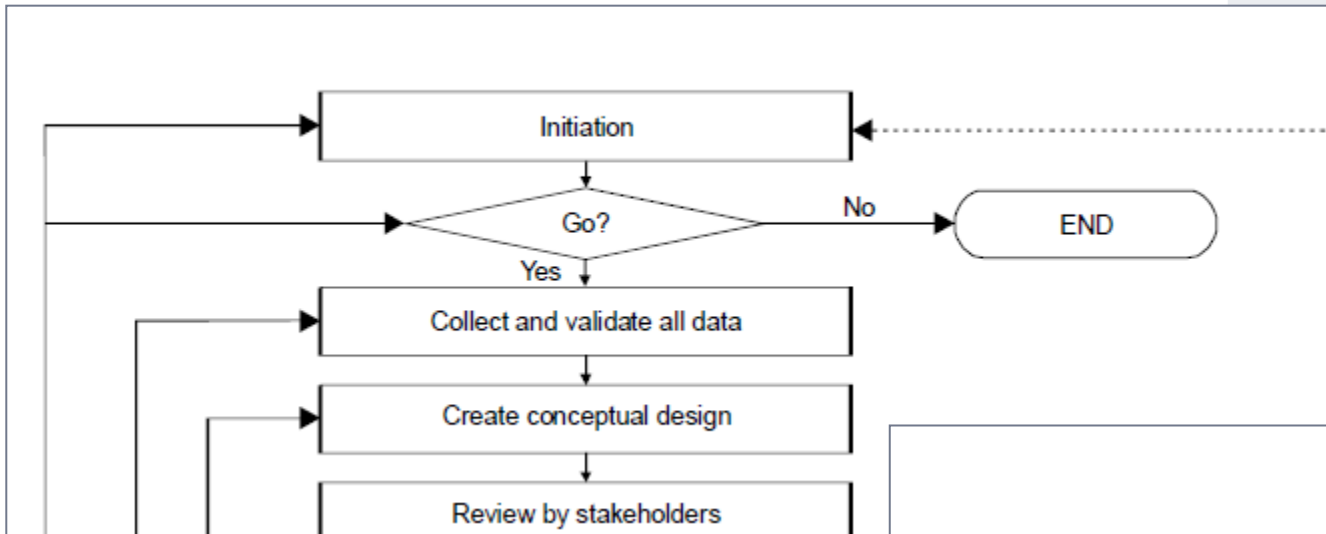 Initiation
Go?
No
END
Yes
Collect and validate all data
Create conceptual design
Review by stakeholders